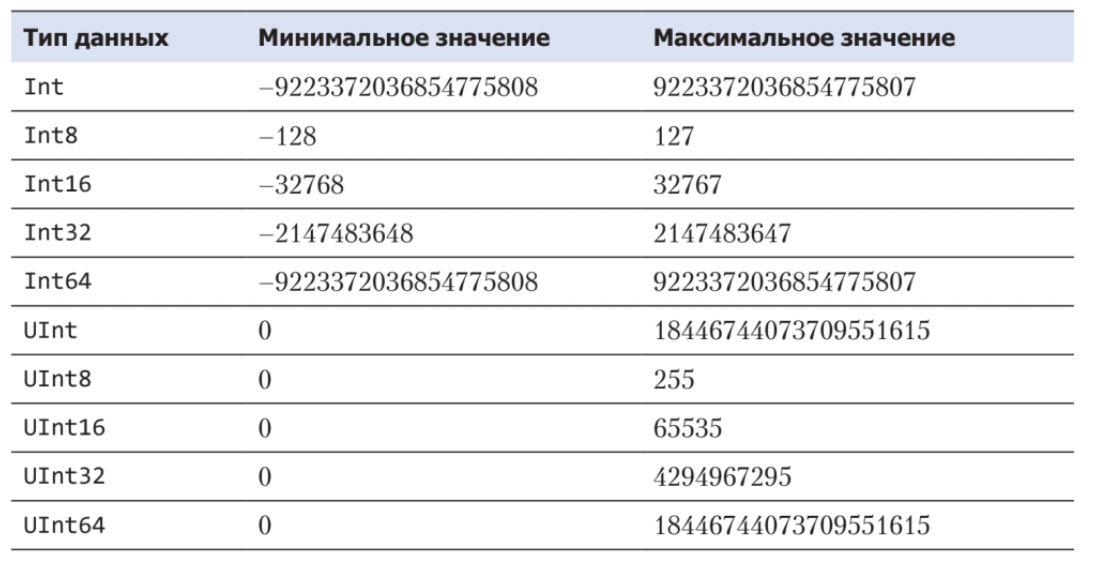 Тип данных Минимальное значение Максимальное значение
Int –9223372036854775808 9223372036854775807
Int8 –128 127
Int16 –32768 32767
Int32 –2147483648 2147483647
Int64 –9223372036854775808 9223372036854775807
UInt 0 18446744073709551615
UInt8 0 255
UInt16 0 65535
UInt32 0 4294967295
UInt64 0 18446744073709551615